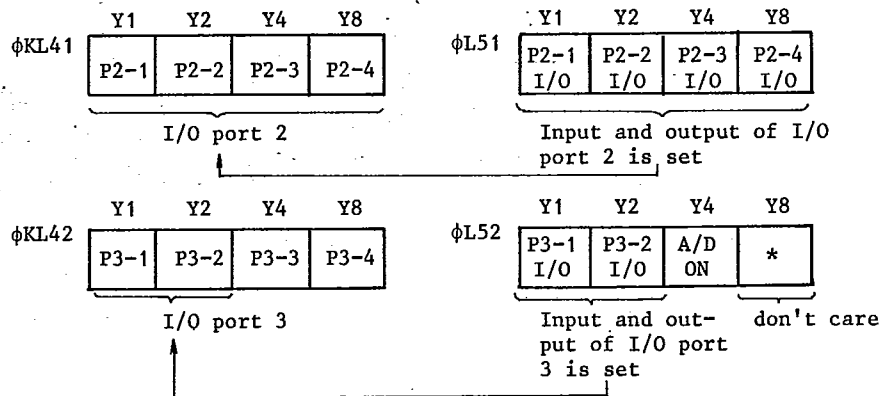 Y1 Y2 Y4 Y8
φKL41
P2-1 P2-2 P2-3 P2-4
I/O port 2
Y1 Y2 Y4 Y8
φL51
P2-1 P2-2 P2-3 P2-4
I/O I/O I/O I/O
Input and output of I/O
port 2 is set
Y1 Y2 Y4 Y8
φKL42
P3-1 P3-2 P3-3 P3-4
I/O port 3
Y1 Y2 Y4 Y8
φL52
P3-1 P3-2 A/D *
I/O I/O ON
Input and out-
put of I/O port
3 is set
don't care